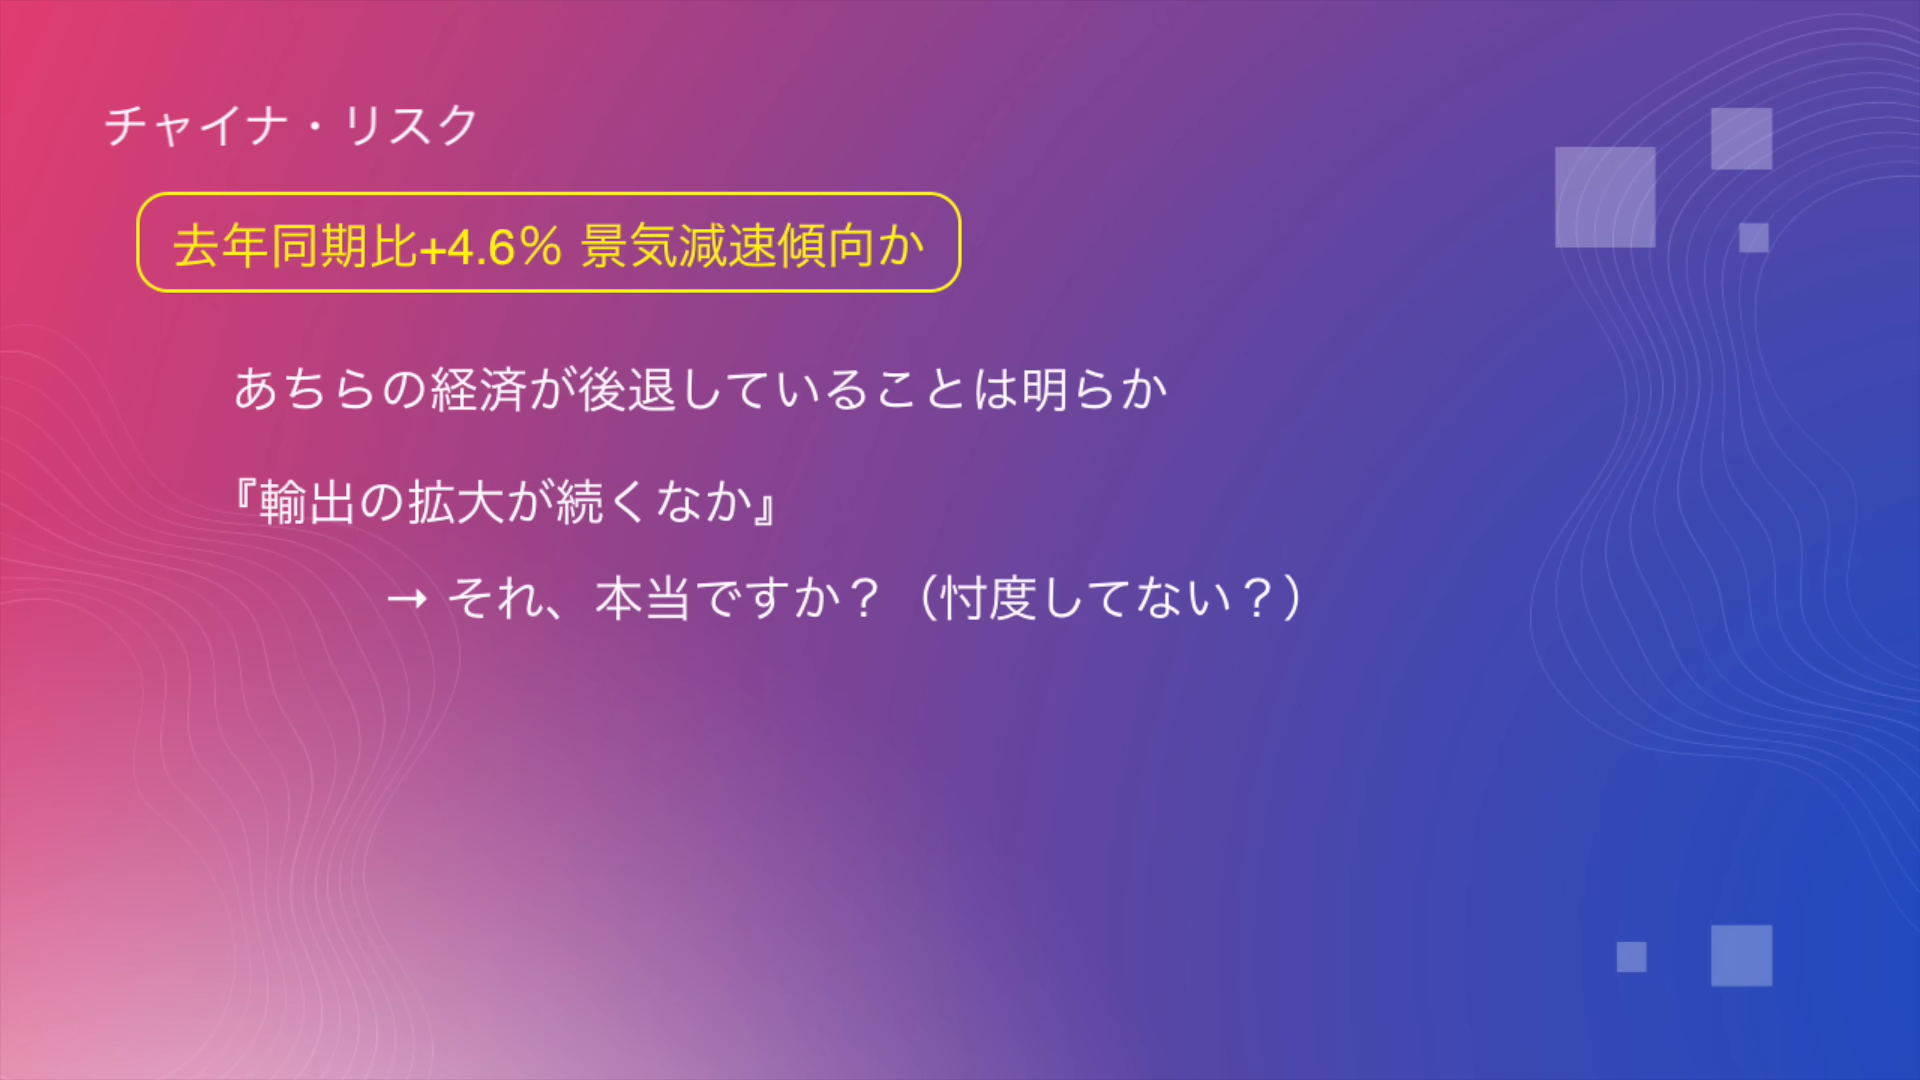 チャイナ・リスク
去年同期比+4.6% 景気減速傾向か
あちらの経済が後退していることは明らか
『輸出の拡大が続くなか』
→ それ、本当ですか？（忖度してない？）